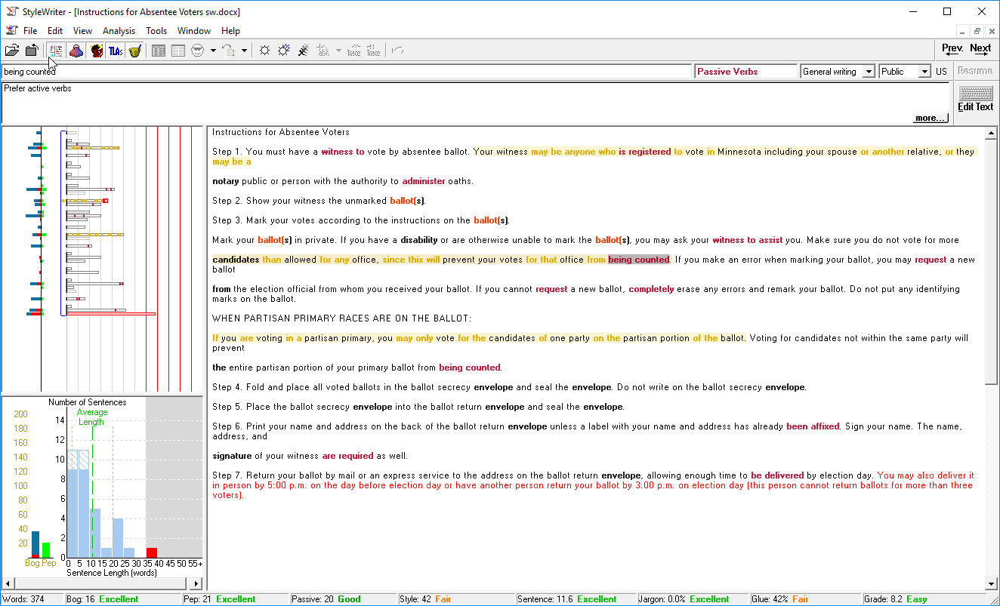 StyleWriter - [Instructions for Absentee Voters sw.docx]
File Edit View Analysis Tools Window Help
TLAs abc Trace Trace Prev. Next
being counted Passive Verbs General writing Public US Resume
Prefer active verbs
more...
Edit Text
Instructions for Absentee Voters
Step 1. You must have a witness to vote by absentee ballot. Your witness may be anyone who is registered to vote in Minnesota including your spouse or another relative, or they
may be a
notary public or person with the authority to administer oaths.
Step 2. Show your witness the unmarked ballot(s).
Step 3. Mark your votes according to the instructions on the ballot(s).
Mark your ballot(s) in private. If you have a disability or are otherwise unable to mark the ballot(s), you may ask your witness to assist you. Make sure you do not vote for more
candidates than allowed for any office, since this will prevent your votes for that office from being counted. If you make an error when marking your ballot, you may request a new
ballot
from the election official from whom you received your ballot. If you cannot request a new ballot, completely erase any errors and remark your ballot. Do not put any identifying
marks on the ballot.
WHEN PARTISAN PRIMARY RACES ARE ON THE BALLOT:
If you are voting in a partisan primary, you may only vote for the candidates of one party on the partisan portion of the ballot. Voting for candidates not within the same party will
prevent
the entire partisan portion of your primary ballot from being counted.
Step 4. Fold and place all voted ballots in the ballot secrecy envelope and seal the envelope. Do not write on the ballot secrecy envelope.
Step 5. Place the ballot secrecy envelope into the ballot return envelope and seal the envelope.
Step 6. Print your name and address on the back of the ballot return envelope unless a label with your name and address has already been affixed. Sign your name. The name,
address, and
signature of your witness are required as well.
Step 7. Return your ballot by mail or an express service to the address on the ballot return envelope, allowing enough time to be delivered by election day. You may also deliver it
in person by 5:00 p.m. on the day before election day or have another person return your ballot by 3:00 p.m. on election day (this person cannot return ballots for more than three
voters).
Number of Sentences
Average
Length
200
180
160
140
120
100
80
60
40
20
14
12
10
8
6
4
2
0
Bog Pep 0 5 10 15 20 25 30 35 40 45 50 55+
Sentence Length (words)
Words: 374 Bog: 16 Excellent Pep: 21 Excellent Passive: 20 Good Style: 42 Fair Sentence: 11.6 Excellent Jargon: 0.0% Excellent Glue: 42% Fair Grade: 8.2 Easy